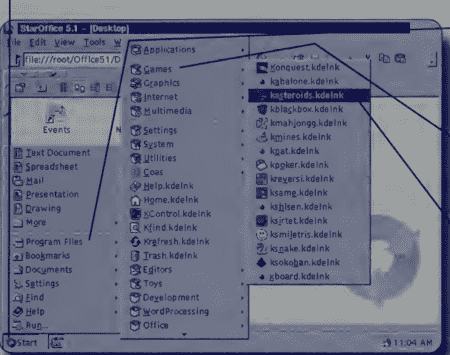 StarOffice 5.1 - (Desktop)
File Edit View Tools
file:///root/Office51/D
Events
Text Document
Spreadsheet
Mail
Presentation
Drawing
More
Program Files
Bookmarks
Documents
Settings
Find
Help
Run...
Applications
Games
Graphics
Internet
Multimedia
Settings
System
Utilities
Coas
Help.kdelnk
Home.kdelnk
KControl.kdelnk
Kfind.kdelnk
Krefresh.kdelnk
Trash.kdelnk
Editors
Toys
Development
WordProcessing
Office
Konquest.kdelnk
kabalone.kdelnk
kasteroids.kdelnk
kblackbox.kdelnk
kmahjongg.kdelnk
kmines.kdelnk
kpat.kdelnk
kpoker.kdelnk
kreversi.kdelnk
ksame.kdelnk
kshisen.kdelnk
ksirtet.kdelnk
ksmiletris.kdelnk
ksnake.kdelnk
ksokoban.kdelnk
xboard.kdelnk
Start
11:04 AM